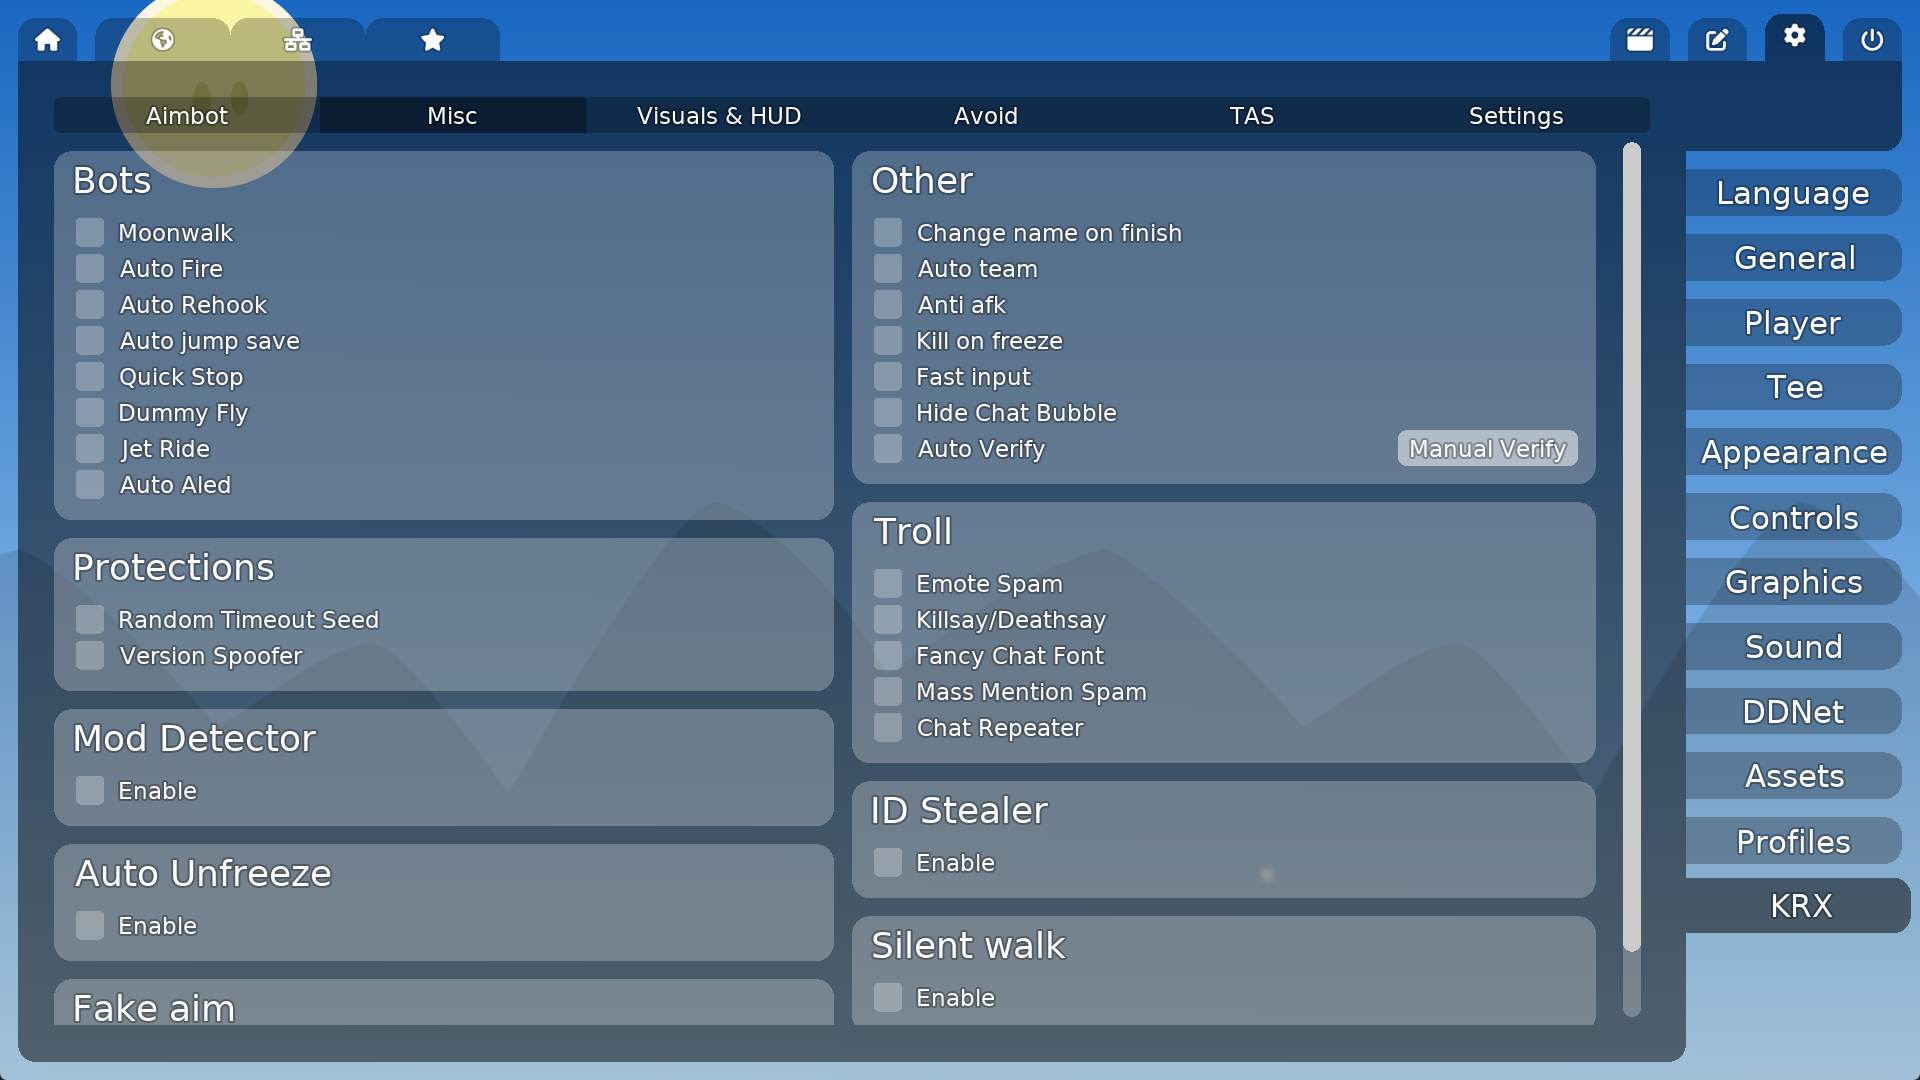 Aimbot Misc Visuals & HUD Avoid TAS Settings
Bots
Moonwalk
Auto Fire
Auto Rehook
Auto jump save
Quick Stop
Dummy Fly
Jet Ride
Auto Aled
Protections
Random Timeout Seed
Version Spoofer
Mod Detector
Enable
Auto Unfreeze
Enable
Fake aim
Other
Change name on finish
Auto team
Anti afk
Kill on freeze
Fast input
Hide Chat Bubble
Auto Verify Manual Verify
Troll
Emote Spam
Killsay/Deathsay
Fancy Chat Font
Mass Mention Spam
Chat Repeater
ID Stealer
Enable
Silent walk
Enable
Language
General
Player
Tee
Appearance
Controls
Graphics
Sound
DDNet
Assets
Profiles
KRX